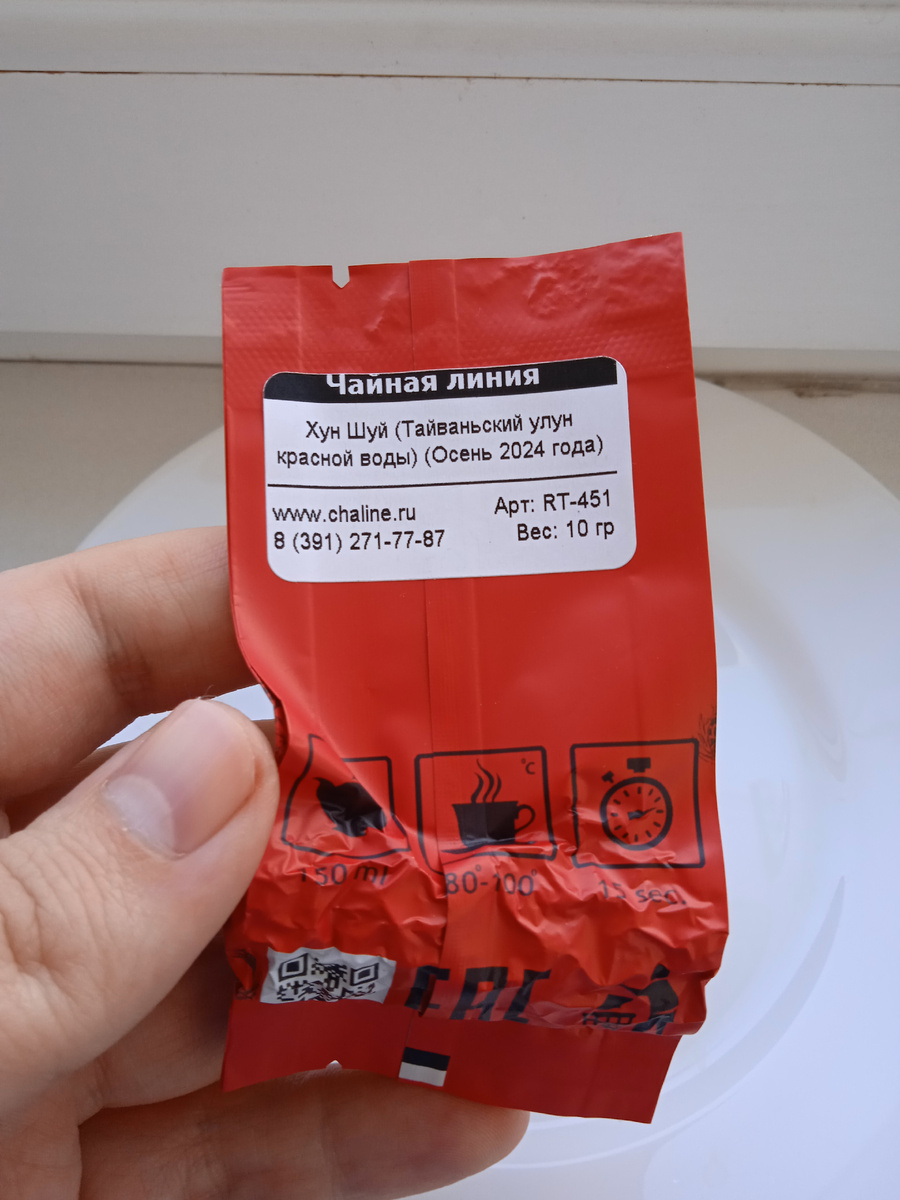 Чайная линия
Хун Шуй (Тайваньский улун
красной воды) (Осень 2024 года)
www.chaline.ru
Арт: RT-451
8 (391) 271-77-87
Вес: 10 гр
°C
150 ml
80°-100°
15 sec.
EAC